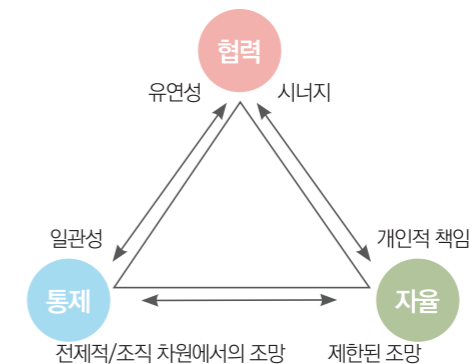 협력
유연성
시너지
일관성
개인적 책임
통제
자율
전제적/조직 차원에서의 조망
제한된 조망